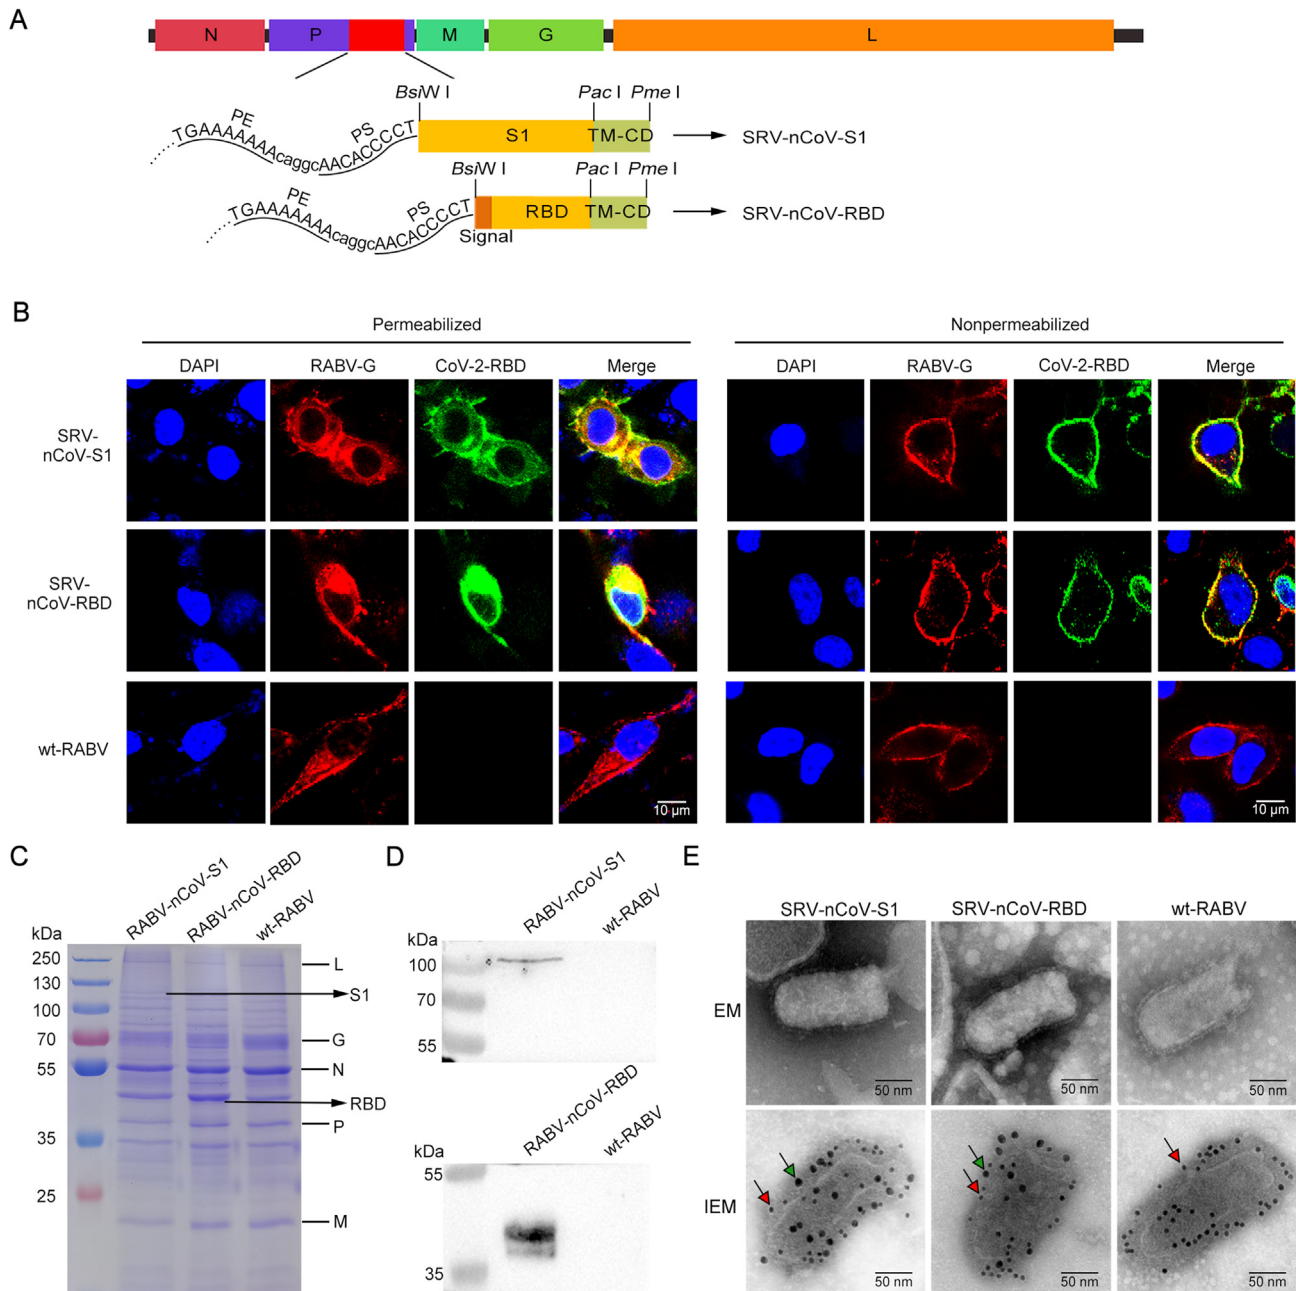 A
N P M G L
BsiW I Pac I Pme I
PE PS
TGAAAAAAAcaggcAACACCCCT S1 TM-CD SRV-nCoV-S1
BsiW I Pac I Pme I
PE PS
TGAAAAAAAcaggcAACACCCCT RBD TM-CD SRV-nCoV-RBD
Signal
B
Permeabilized Nonpermeabilized
DAPI RABV-G CoV-2-RBD Merge DAPI RABV-G CoV-2-RBD Merge
SRV-
nCoV-S1
SRV-
nCoV-RBD
wt-RABV
10 µm 10 µm
C
RABV-nCoV-S1
RABV-nCoV-RBD
wt-RABV
kDa
250
130
100
70
55
35
25
L
S1
G
N
RBD
P
M
D
RABV-nCoV-S1
wt-RABV
kDa
100
70
55
RABV-nCoV-RBD
wt-RABV
kDa
55
35
E
SRV-nCoV-S1 SRV-nCoV-RBD wt-RABV
EM
50 nm 50 nm 50 nm
IEM
50 nm 50 nm 50 nm